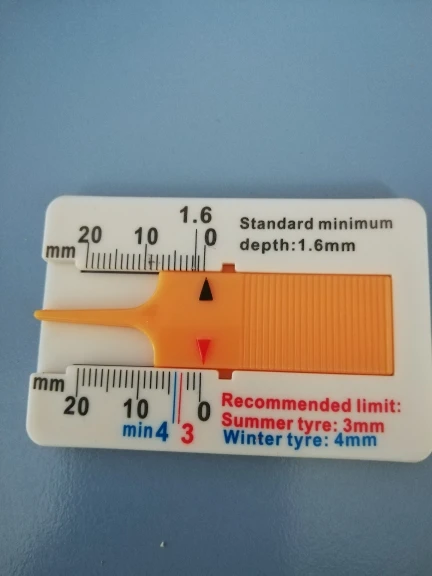 1.6
mm 20 10 0
Standard minimum
depth:1.6mm
mm
20 10 0
min4 3
Recommended limit:
Summer tyre: 3mm
Winter tyre: 4mm